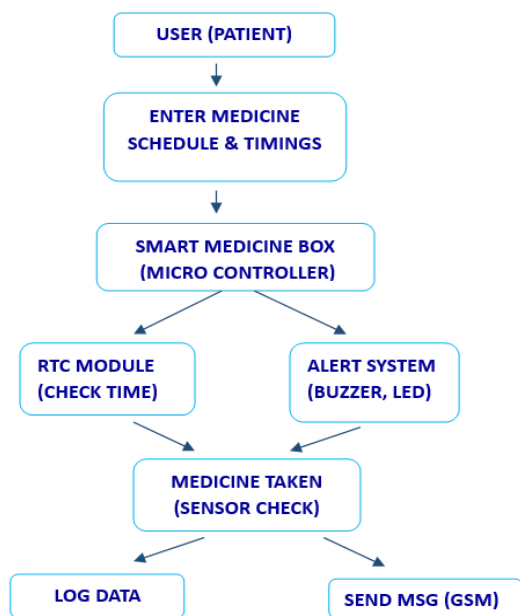 USER (PATIENT)
ENTER MEDICINE
SCHEDULE & TIMINGS
SMART MEDICINE BOX
(MICRO CONTROLLER)
RTC MODULE
(CHECK TIME)
ALERT SYSTEM
(BUZZER, LED)
MEDICINE TAKEN
(SENSOR CHECK)
LOG DATA
SEND MSG (GSM)